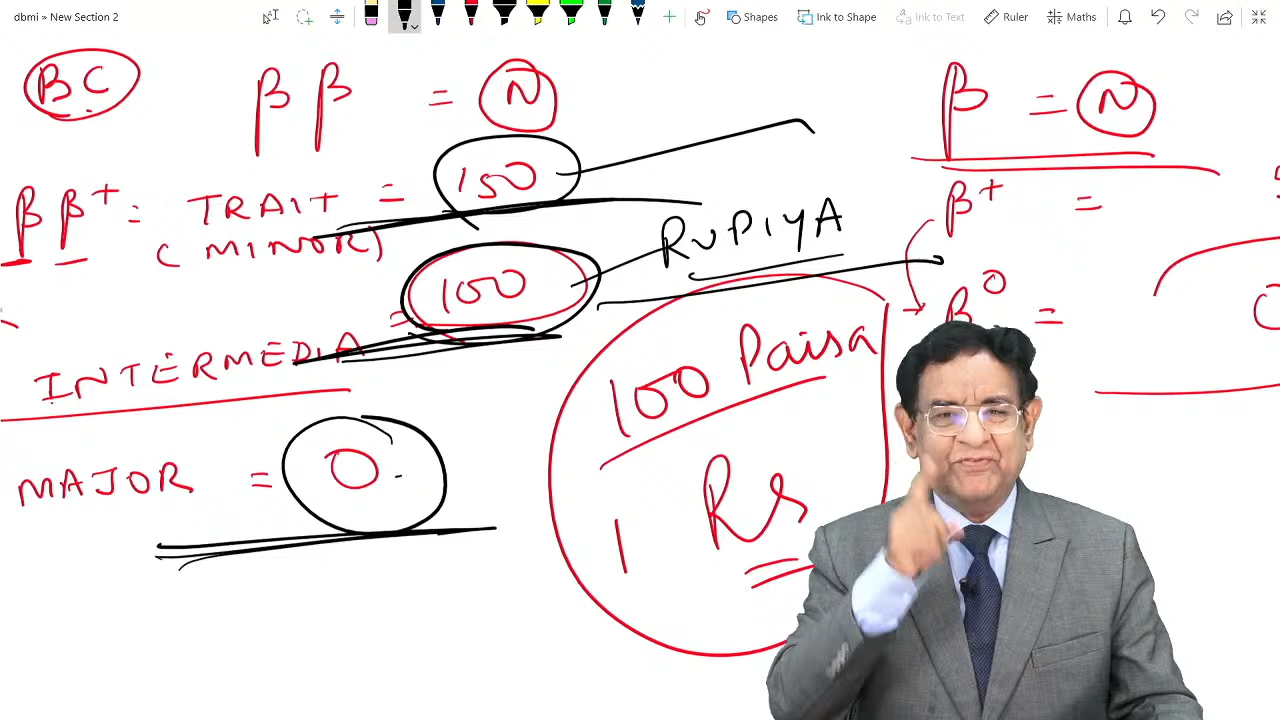 dbmi » New Section 2
Shapes
Ink to Shape
Ink to Text
Ruler
Maths
BC
β β = N
β = N
β β+ = TRAIT = 150
(MINOR)
β+ =
RUPIYA
β0 =
INTERMEDIA = 100
100 Paisa
1 Rs
MAJOR = 0